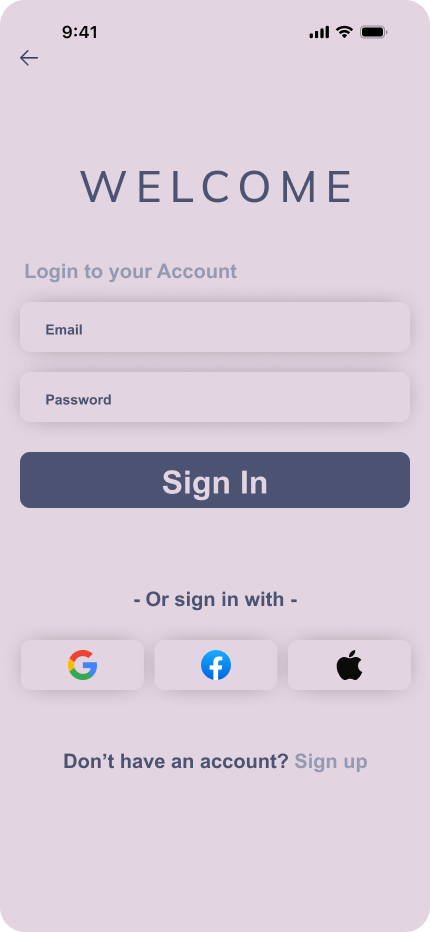 9:41
WELCOME
Login to your Account
Email
Password
Sign In
- Or sign in with -
Don’t have an account? Sign up